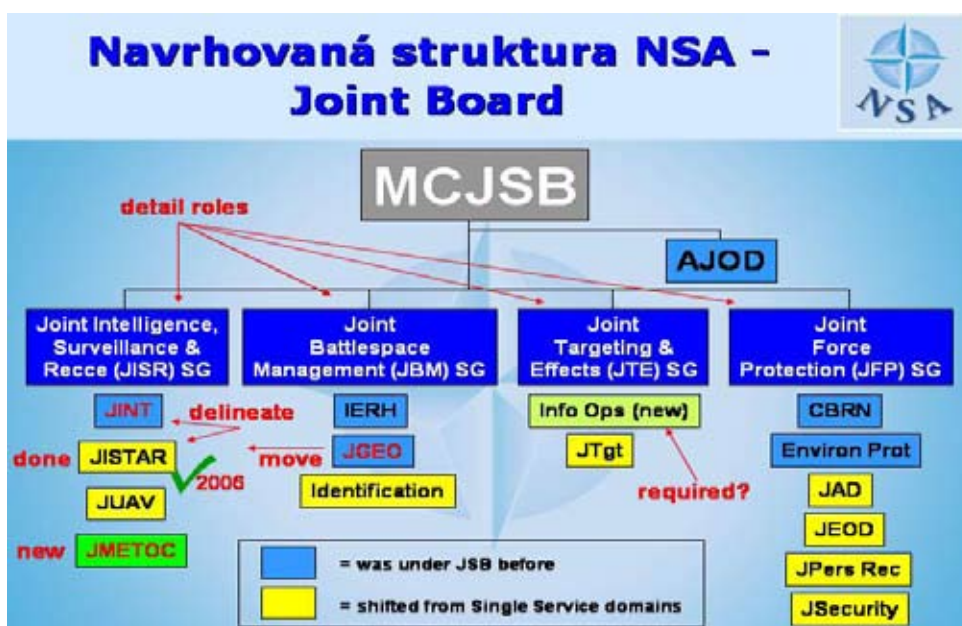 Navrhovaná struktura NSA -
Joint Board
NSA
MCJSB
detail roles
AJOD
Joint Intelligence,
Surveillance &
Recce (JISR) SG
Joint
Battlespace
Management (JBM) SG
Joint
Targeting &
Effects (JTE) SG
Joint
Force
Protection (JFP) SG
JINT
delineate
done
JISTAR
2006
JUAV
new
JMETOC
IERH
move
JGEO
Identification
Info Ops (new)
JTgt
required?
CBRN
Environ Prot
JAD
JEOD
JPers Rec
JSecurity
= was under JSB before
= shifted from Single Service domains